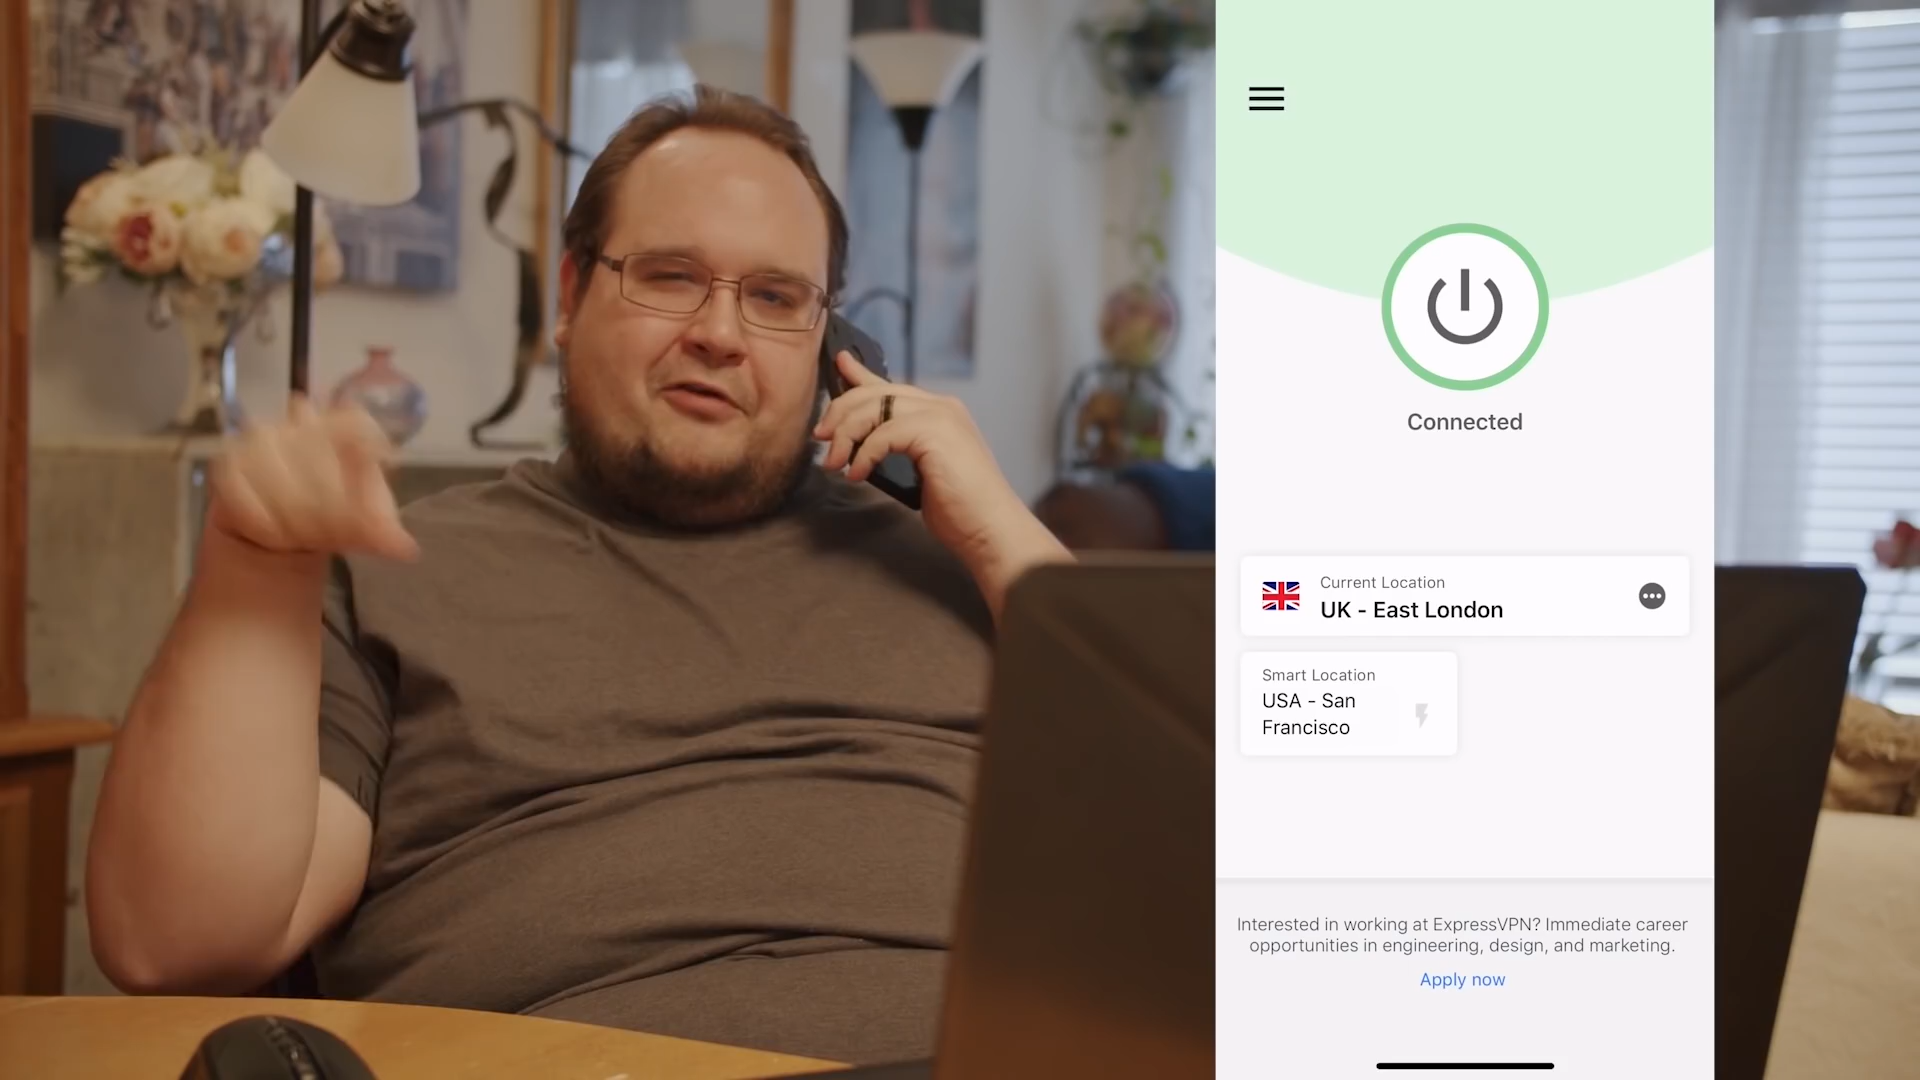 Connected
Current Location
UK - East London
Smart Location
USA - San
Francisco
Interested in working at ExpressVPN? Immediate career
opportunities in engineering, design, and marketing.
Apply now